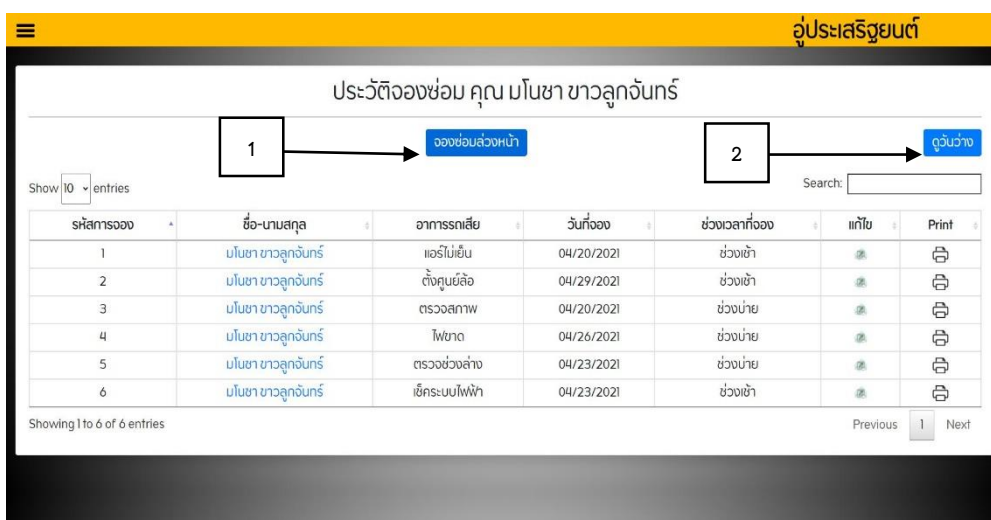 อู่ประเสริฐยนต์
ประวัติจองซ่อม คุณ มโนชา ขาวลูกจันทร์
1 จองซ่อมล่วงหน้า 2 ดูวันว่าง
Show 10 entries Search:
รหัสการจอง ชื่อ-นามสกุล อาการรถเสีย วันที่จอง ช่วงเวลาที่จอง แก้ไข Print
1 มโนชา ขาวลูกจันทร์ แอร์ไม่เย็น 04/20/2021 ช่วงเช้า
2 มโนชา ขาวลูกจันทร์ ตั้งศูนย์ล้อ 04/29/2021 ช่วงเช้า
3 มโนชา ขาวลูกจันทร์ ตรวจสภาพ 04/20/2021 ช่วงบ่าย
4 มโนชา ขาวลูกจันทร์ ไฟขาด 04/26/2021 ช่วงบ่าย
5 มโนชา ขาวลูกจันทร์ ตรวจช่วงล่าง 04/23/2021 ช่วงบ่าย
6 มโนชา ขาวลูกจันทร์ เช็คระบบไฟฟ้า 04/23/2021 ช่วงเช้า
Showing 1 to 6 of 6 entries Previous 1 Next